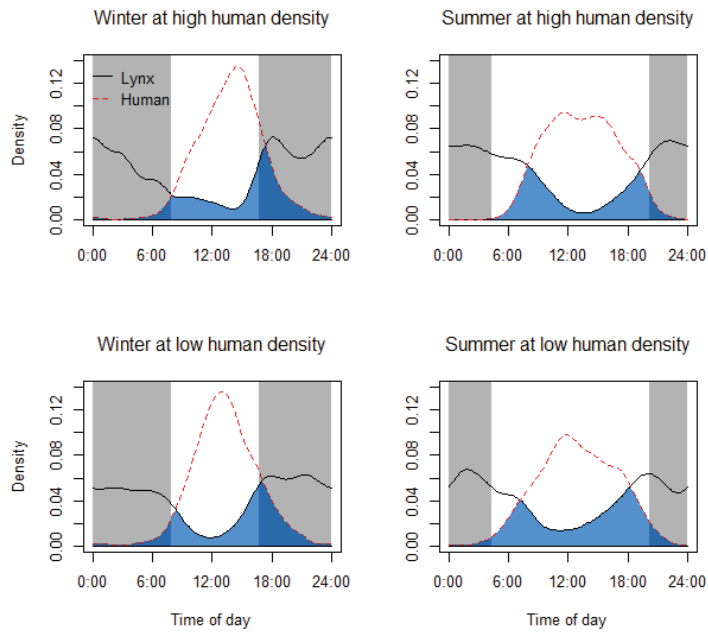 Winter at high human density
Summer at high human density
Density
0.12
0.08
0.04
0.00
Lynx
Human
0:00 6:00 12:00 18:00 24:00
0.12
0.08
0.04
0.00
0:00 6:00 12:00 18:00 24:00
Winter at low human density
Summer at low human density
Density
0.12
0.08
0.04
0.00
0:00 6:00 12:00 18:00 24:00
Time of day
0.12
0.08
0.04
0.00
0:00 6:00 12:00 18:00 24:00
Time of day